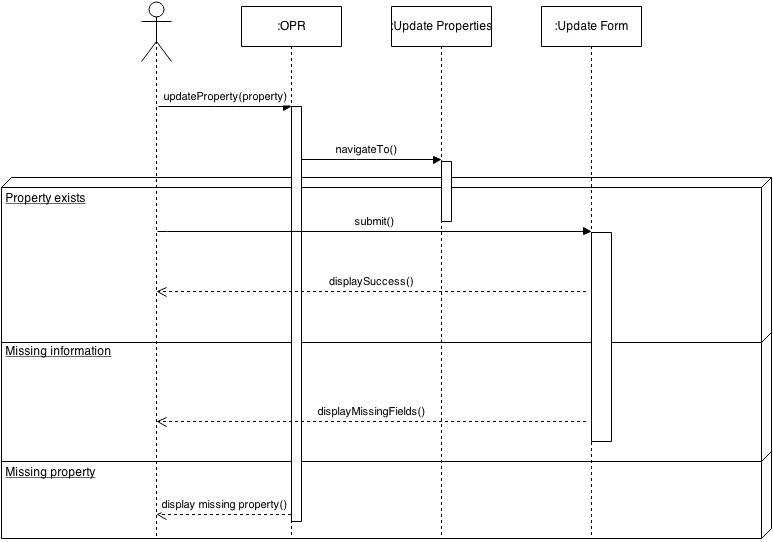 :OPR
:Update Properties
:Update Form
updateProperty(property)
navigateTo()
Property exists
submit()
displaySuccess()
Missing information
displayMissingFields()
Missing property
display missing property()